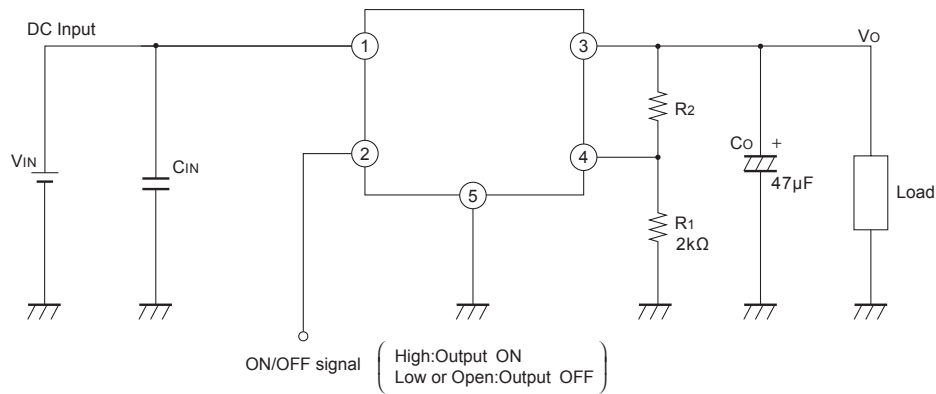 DC Input
1
3
VO
R2
2
4
CO
+
VIN
CIN
47µF
5
Load
R1
2kΩ
ON/OFF signal
High:Output ON
Low or Open:Output OFF